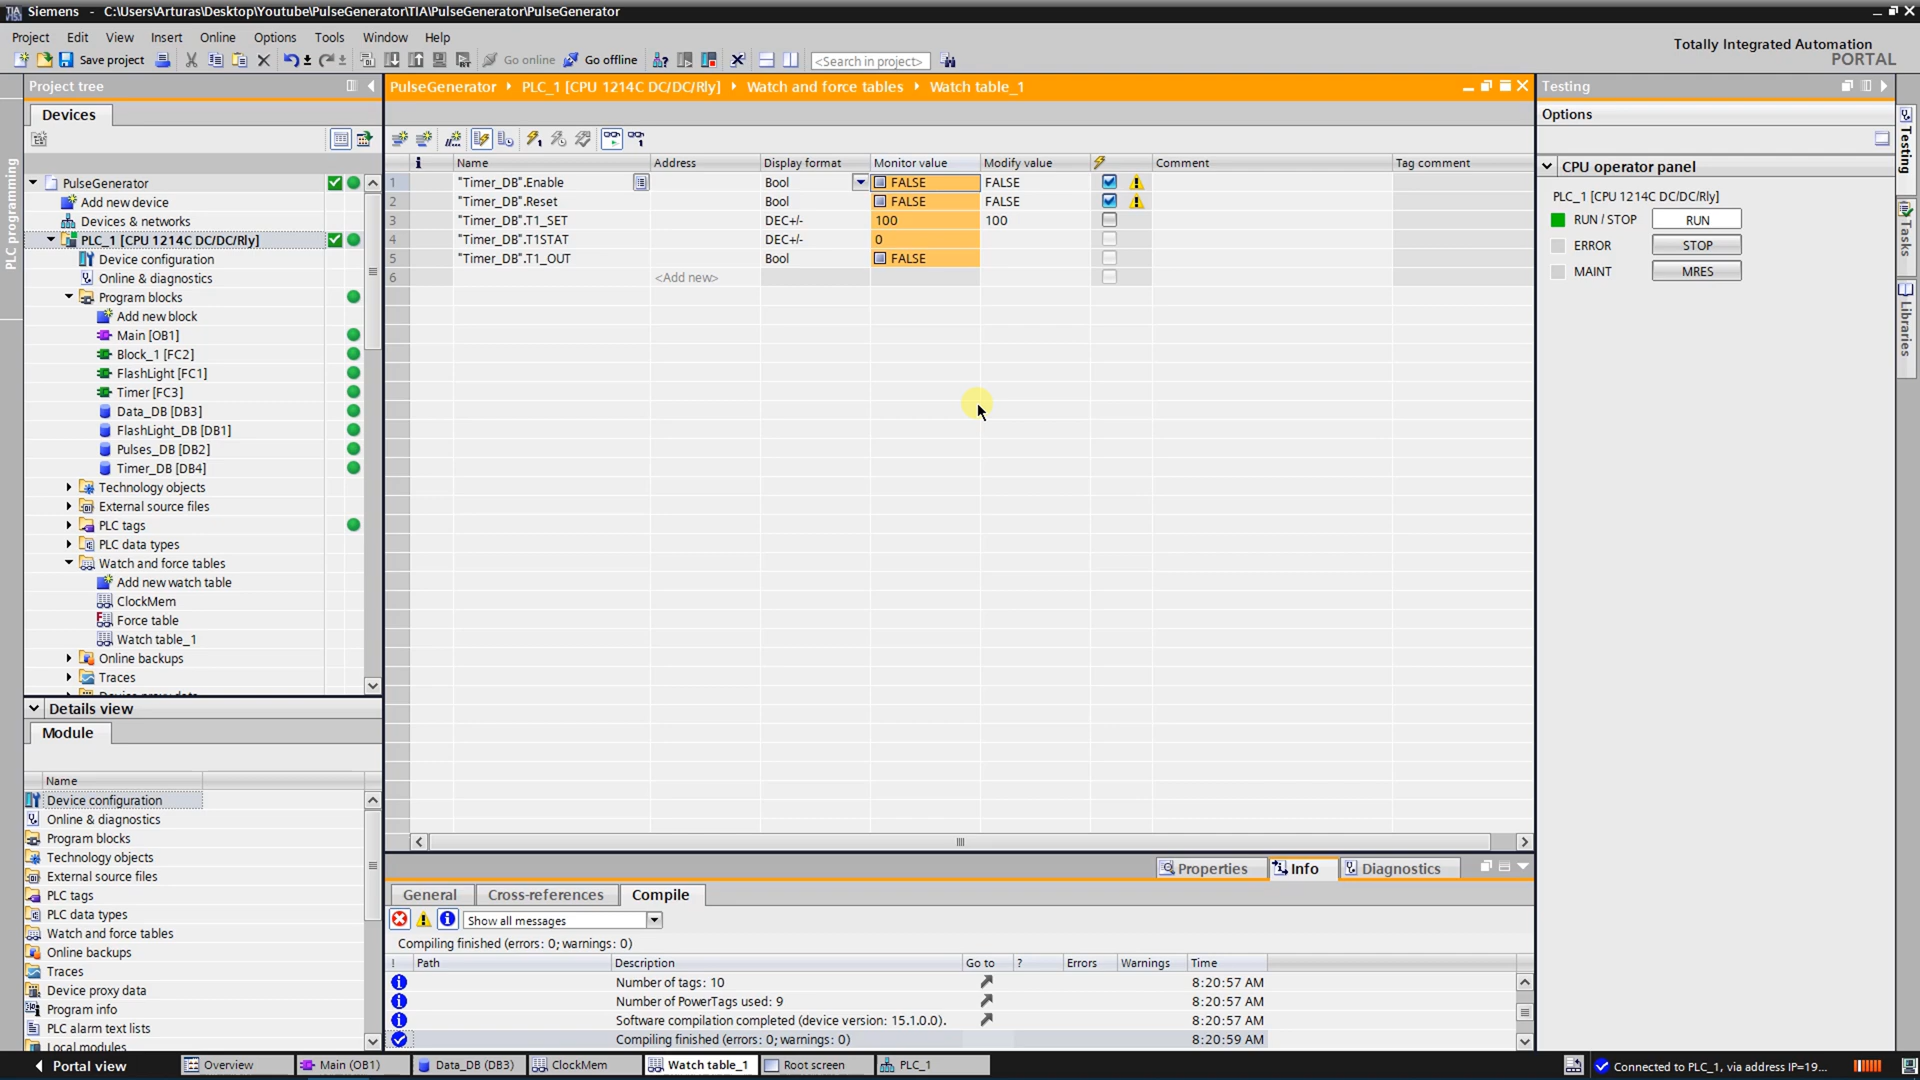 Siemens - C:\Users\Arturas\Desktop\Youtube\PulseGenerator\TIA\PulseGenerator\PulseGenerator
Project Edit View Insert Online Options Tools Window Help
Totally Integrated Automation
PORTAL
Save project
Go online
Go offline
<Search in project>
Project tree
Devices
PLC programming
PulseGenerator
Add new device
Devices & networks
PLC_1 [CPU 1214C DC/DC/Rly]
Device configuration
Online & diagnostics
Program blocks
Add new block
Main [OB1]
Block_1 [FC2]
FlashLight [FC1]
Timer [FC3]
Data_DB [DB3]
FlashLight_DB [DB1]
Pulses_DB [DB2]
Timer_DB [DB4]
Technology objects
External source files
PLC tags
PLC data types
Watch and force tables
Add new watch table
ClockMem
Force table
Watch table_1
Online backups
Traces
Device proxy data
Details view
Module
Name
Device configuration
Online & diagnostics
Program blocks
Technology objects
External source files
PLC tags
PLC data types
Watch and force tables
Online backups
Traces
Device proxy data
Program info
PLC alarm text lists
Local modules
PulseGenerator PLC_1 [CPU 1214C DC/DC/Rly] Watch and force tables Watch table_1
i Name Address Display format Monitor value Modify value Comment Tag comment
1 "Timer_DB".Enable Bool FALSE FALSE
2 "Timer_DB".Reset Bool FALSE FALSE
3 "Timer_DB".T1_SET DEC+/- 100 100
4 "Timer_DB".T1STAT DEC+/- 0
5 "Timer_DB".T1_OUT Bool FALSE
6 <Add new>
Properties Info Diagnostics
General Cross-references Compile
Show all messages
Compiling finished (errors: 0; warnings: 0)
! Path Description Go to ? Errors Warnings Time
Number of tags: 10 8:20:57 AM
Number of PowerTags used: 9 8:20:57 AM
Software compilation completed (device version: 15.1.0.0). 8:20:57 AM
Compiling finished (errors: 0; warnings: 0) 8:20:59 AM
Testing
Options
CPU operator panel
PLC_1 [CPU 1214C DC/DC/Rly]
RUN / STOP RUN
ERROR STOP
MAINT MRES
Testing
Tasks
Libraries
Portal view Overview Main (OB1) Data_DB (DB3) ClockMem Watch table_1 Root screen PLC_1 Connected to PLC_1, via address IP=19...